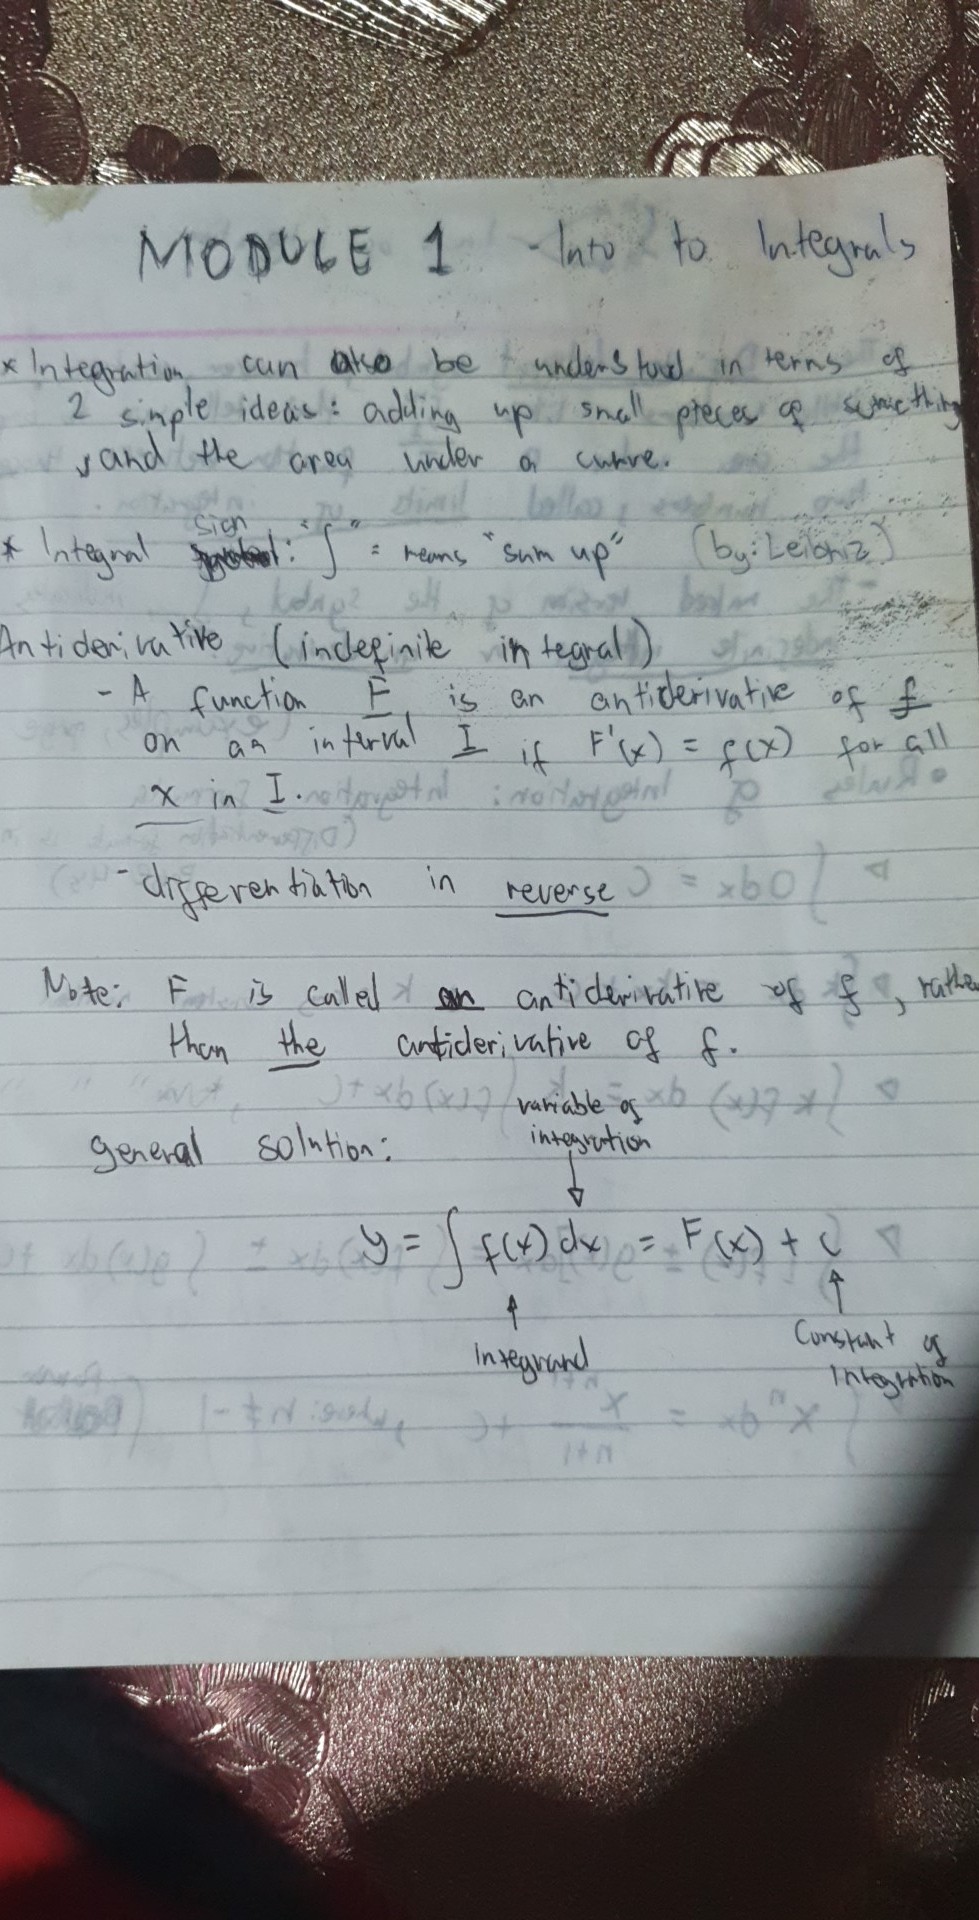 MODULE 1 - Into to Integrals
* Integration can also be understood in terms of
2 simple ideas: adding up small pieces of something
, and the area under a curve.
sign
* Integral : "∫" = means "sum up" (by: Leibniz)
Antiderivative (indefinite integral)
- A function F is an antiderivative of f
on an interval I if F'(x) = f(x) for all
x in I.
- differentiation in reverse
Note: F is called an antiderivative of f, rather
than the antiderivative of f.
variable of
integration
general solution:
y = ∫ f(x) dx = F(x) + C
integrand
Constant of
integration